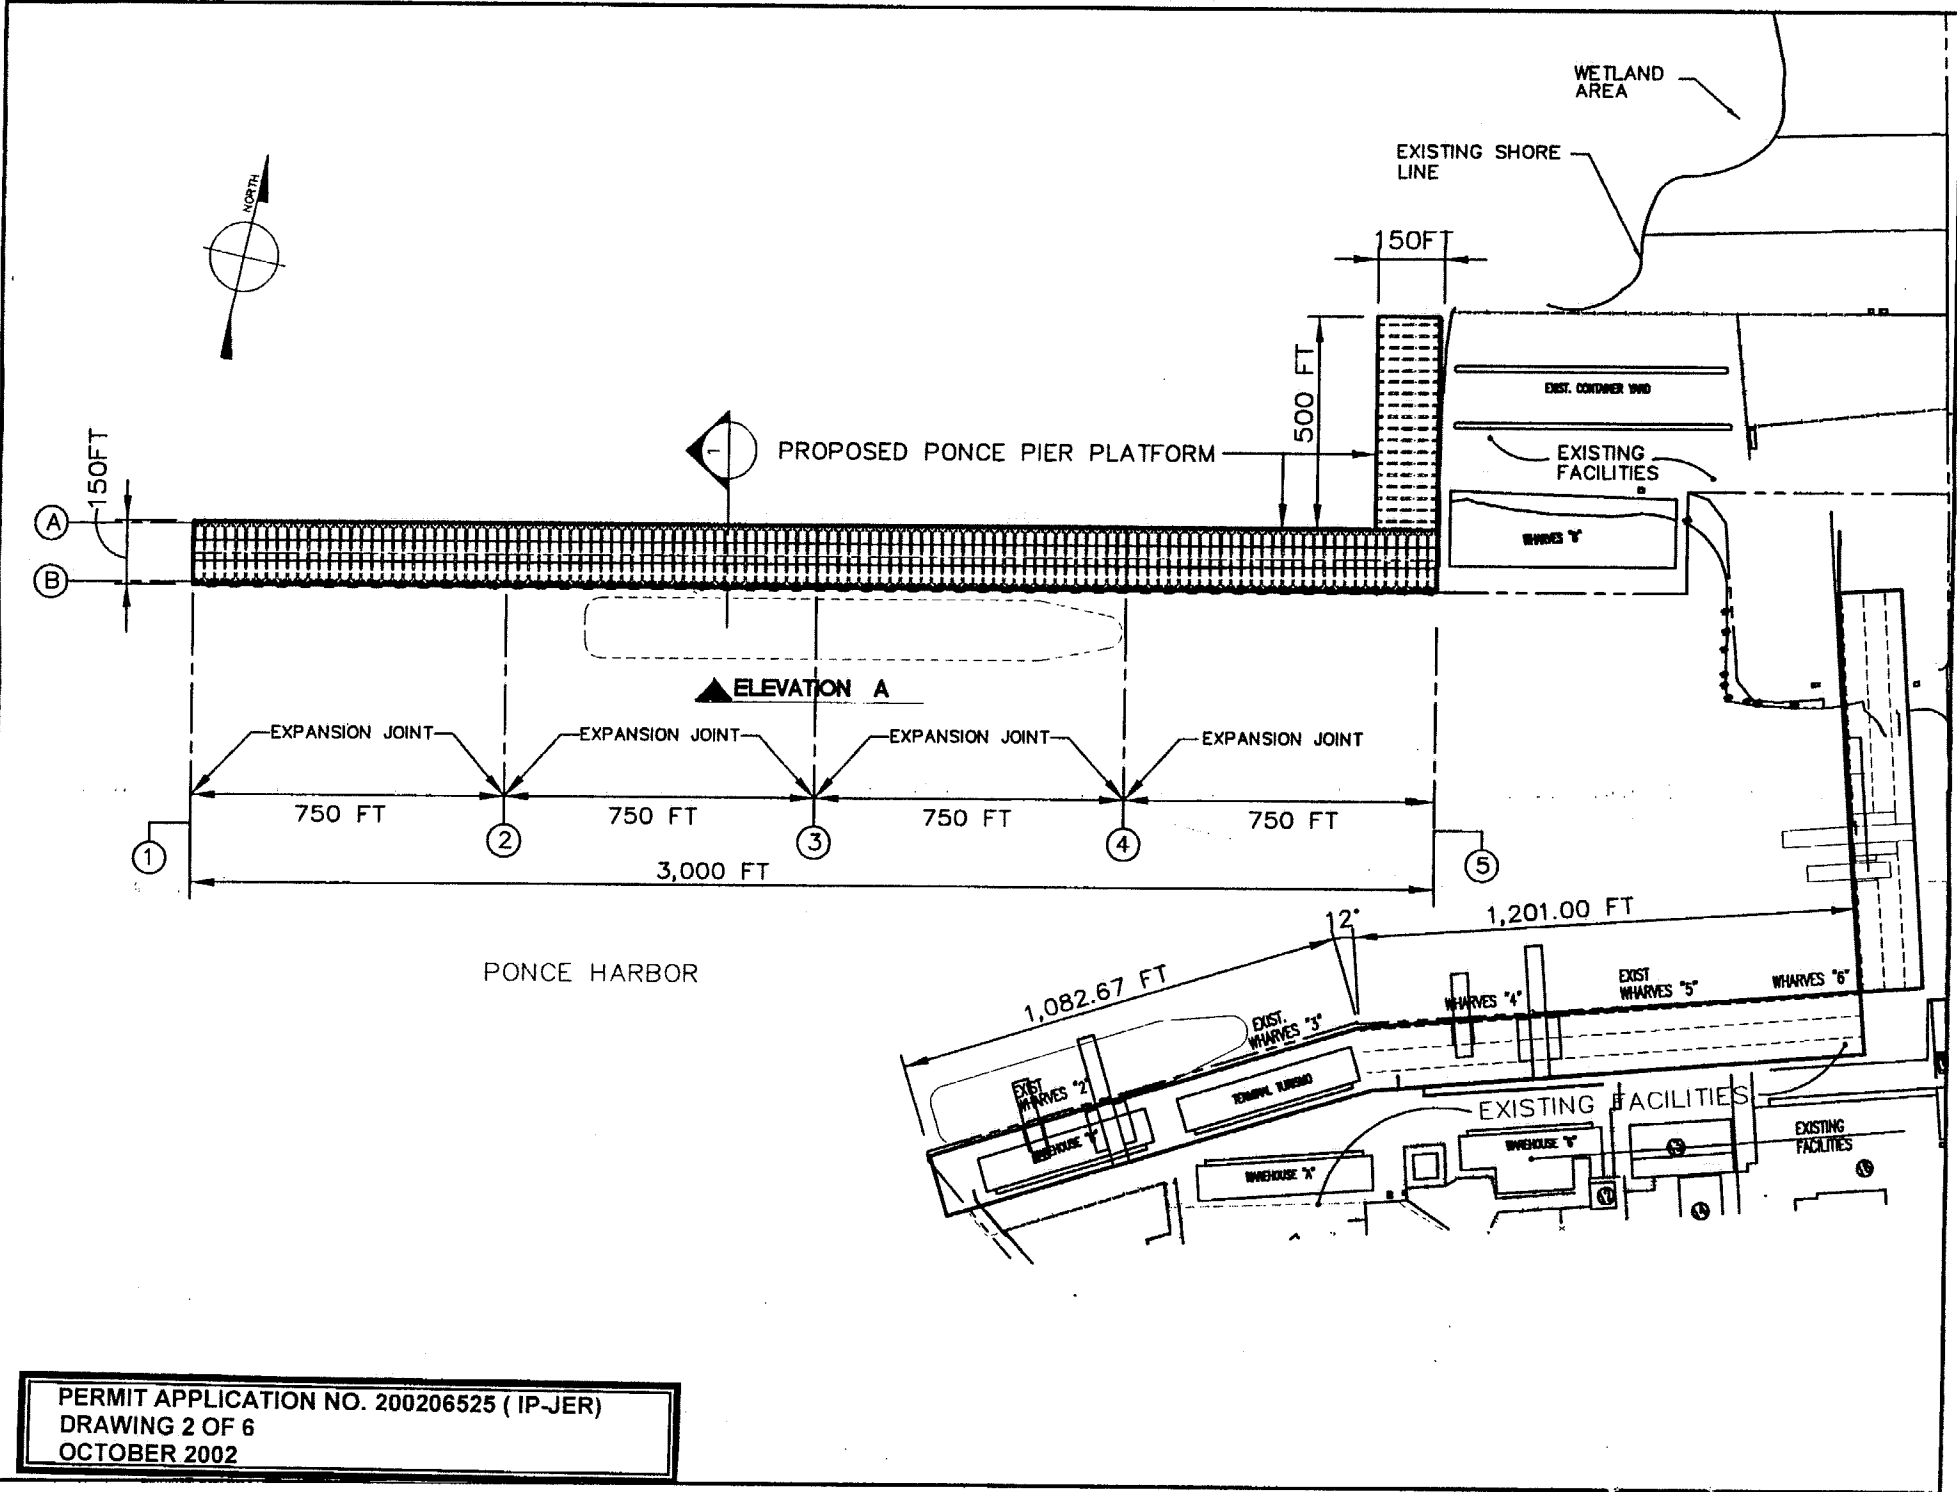 WETLAND
AREA
EXISTING SHORE
LINE
NORTH
150FT
500 FT
EXIST. CONTAINER YARD
PROPOSED PONCE PIER PLATFORM
1
EXISTING
FACILITIES
150FT
A
B
WHARVES
ELEVATION A
EXPANSION JOINT
EXPANSION JOINT
EXPANSION JOINT
EXPANSION JOINT
750 FT
750 FT
750 FT
750 FT
1
2
3
4
5
3,000 FT
PONCE HARBOR
12°
1,201.00 FT
1,082.67 FT
EXIST.
WHARVES "3"
WHARVES "4"
EXIST
WHARVES "5"
WHARVES "6"
EXIST
WHARVES "2"
TERMINAL TURISMO
EXISTING FACILITIES
WAREHOUSE
WAREHOUSE "A"
WAREHOUSE
EXISTING
FACILITIES
PERMIT APPLICATION NO. 200206525 ( IP-JER)
DRAWING 2 OF 6
OCTOBER 2002